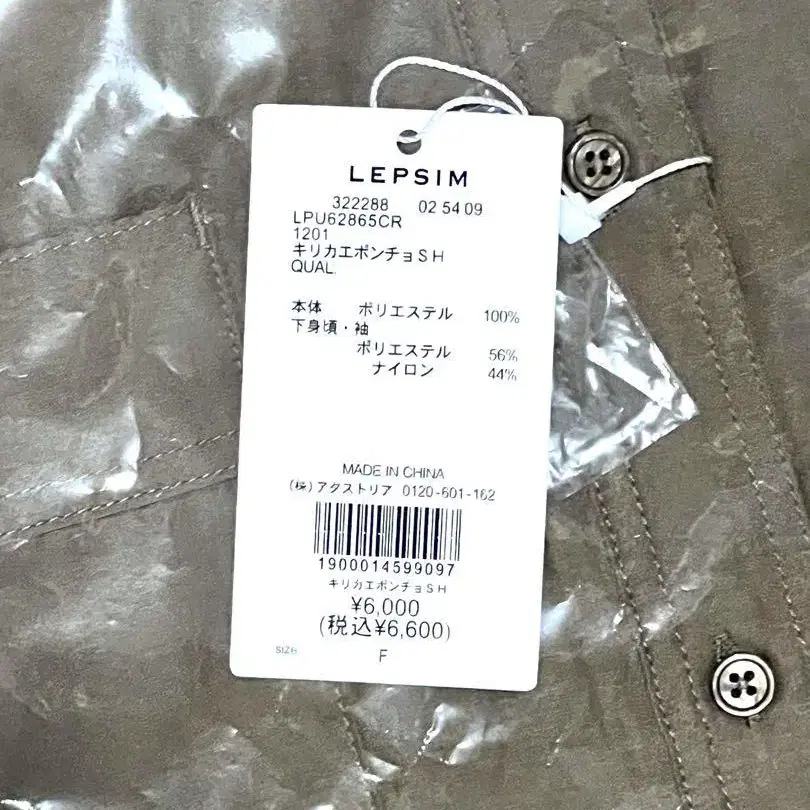 LEPSIM
322288 02 54 09
LPU62865CR
1201
キリカエポンチョSH
QUAL.
本体 ポリエステル 100%
下身頃・袖
ポリエステル 56%
ナイロン 44%
MADE IN CHINA
(株)アダストリア 0120-601-162
1900014599097
キリカエポンチョSH
¥6,000
(税込¥6,600)
SIZE F